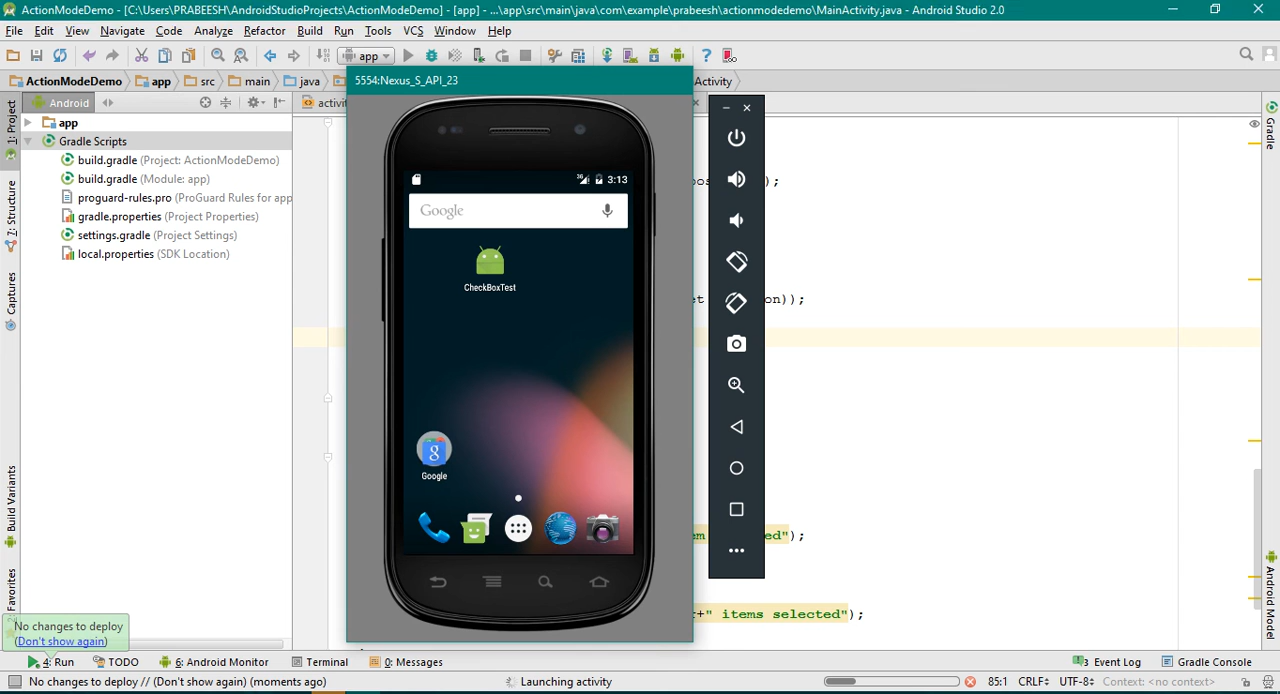 ActionModeDemo - [C:\Users\PRABEESH\AndroidStudioProjects\ActionModeDemo] - [app] - ...\app\src\main\java\com\example\prabeesh\actionmodedemo\MainActivity.java - Android Studio 2.0
File Edit View Navigate Code Analyze Refactor Build Run Tools VCS Window Help
app
ActionModeDemo app src main java Activity
5554:Nexus_S_API_23
Android
activit
1: Project
app
Gradle Scripts
build.gradle (Project: ActionModeDemo)
build.gradle (Module: app)
proguard-rules.pro (ProGuard Rules for app
gradle.properties (Project Properties)
settings.gradle (Project Settings)
local.properties (SDK Location)
Z: Structure
Captures
Build Variants
Favorites
3G 3:13
Google
CheckBoxTest
Google
);
on));
ed");
+" items selected");
Gradle
Android Model
No changes to deploy
(Don't show again)
4: Run TODO 6: Android Monitor Terminal 0: Messages 3 Event Log Gradle Console
No changes to deploy // (Don't show again) (moments ago) Launching activity 85:1 CRLF÷ UTF-8÷ Context: <no context>